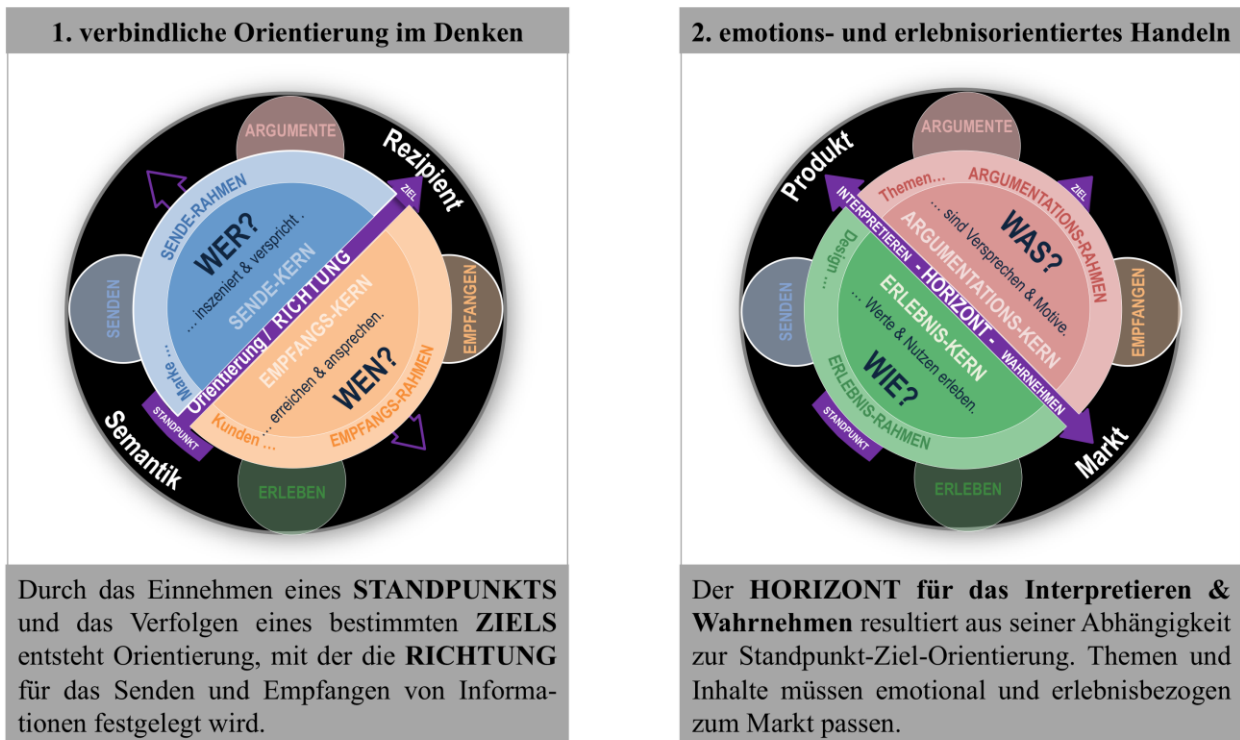 1. verbindliche Orientierung im Denken
ARGUMENTE
Rezipient
ZIEL
SENDE-RAHMEN
WER?
... inszeniert & verspricht .
SENDE-KERN
Marke ...
SENDEN
Orientierung / RICHTUNG
EMPFANGEN
EMPFANGS-KERN
... erreichen & ansprechen.
WEN?
Kunden ...
EMPFANGS-RAHMEN
STANDPUNKT
Semantik
ERLEBEN
Durch das Einnehmen eines STANDPUNKTS
und das Verfolgen eines bestimmten ZIELS
entsteht Orientierung, mit der die RICHTUNG
für das Senden und Empfangen von Informa-
tionen festgelegt wird.
2. emotions- und erlebnisorientiertes Handeln
ARGUMENTE
Produkt
ZIEL
Themen...
ARGUMENTATIONS-RAHMEN
WAS?
... sind Versprechen & Motive.
ARGUMENTATIONS-KERN
INTERPRETIEREN - HORIZONT - WAHRNEHMEN
SENDEN
EMPFANGEN
Design ...
ERLEBNIS-KERN
... Werte & Nutzen erleben.
WIE?
ERLEBNIS-RAHMEN
STANDPUNKT
Markt
ERLEBEN
Der HORIZONT für das Interpretieren &
Wahrnehmen resultiert aus seiner Abhängigkeit
zur Standpunkt-Ziel-Orientierung. Themen und
Inhalte müssen emotional und erlebnisbezogen
zum Markt passen.